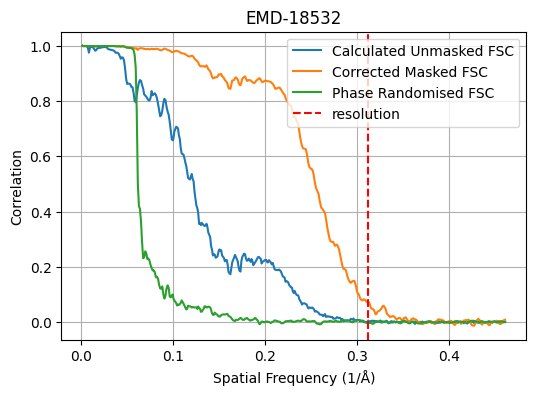 EMD-18532
Calculated Unmasked FSC
Corrected Masked FSC
Phase Randomised FSC
resolution
Correlation
1.0
0.8
0.6
0.4
0.2
0.0
0.0 0.1 0.2 0.3 0.4
Spatial Frequency (1/Å)